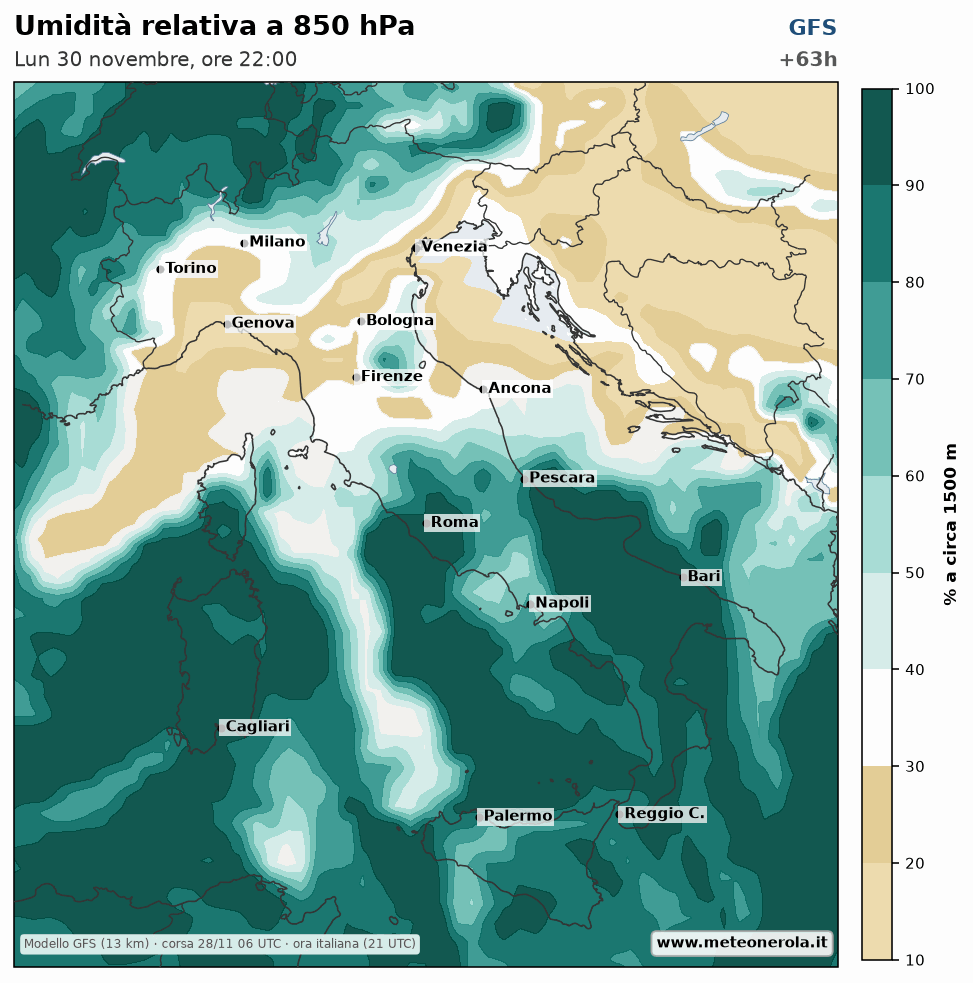 Umidità relativa a 850 hPa
GFS
Lun 30 novembre, ore 22:00
+63h
Milano
Venezia
Torino
Genova
Bologna
Firenze
Ancona
Pescara
Roma
Bari
Napoli
Cagliari
Palermo
Reggio C.
100
90
80
70
60
50
40
30
20
10
% a circa 1500 m
Modello GFS (13 km) · corsa 28/11 06 UTC · ora italiana (21 UTC)
www.meteonerola.it